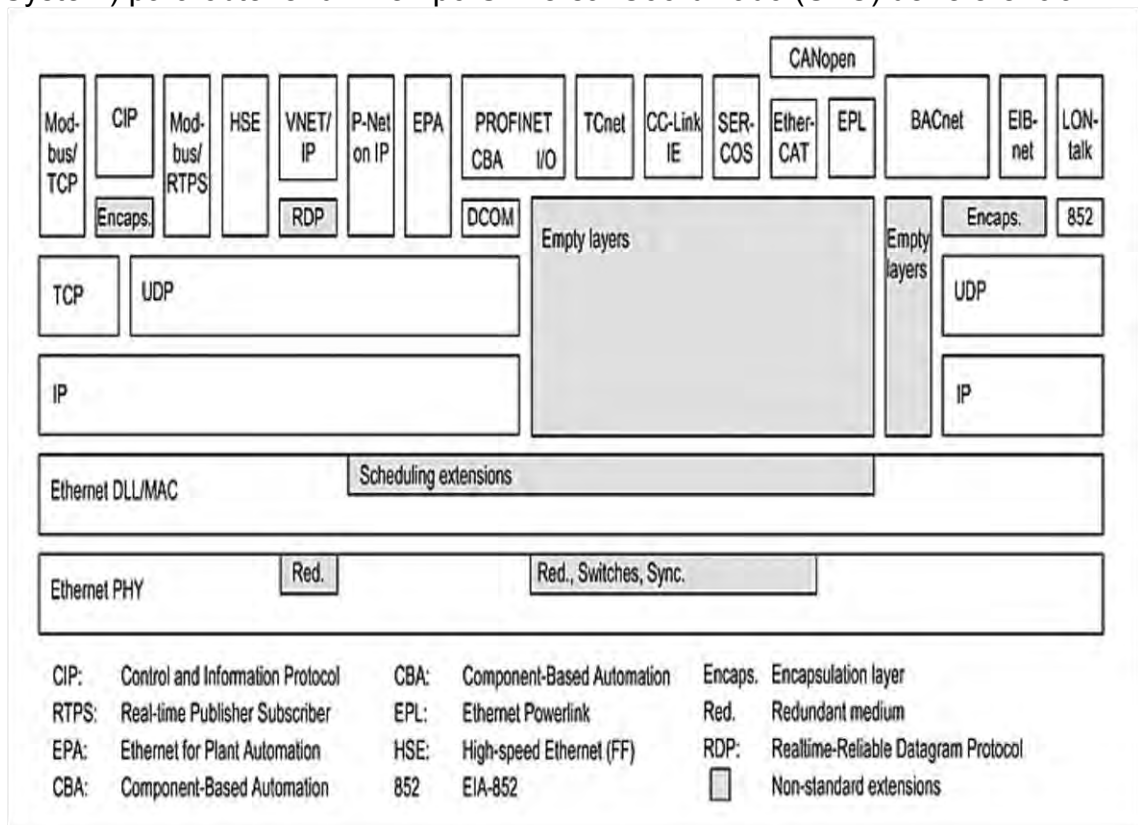 CANopen
Mod-
bus/
TCP
CIP
Mod-
bus/
RTPS
HSE
VNET/
IP
P-Net
on IP
EPA
PROFINET
CBA I/O
TCnet
CC-Link
IE
SER-
COS
Ether-
CAT
EPL
BACnet
EIB-
net
LON-
talk
Encaps.
RDP
DCOM
Empty layers
Empty
layers
Encaps.
852
TCP
UDP
UDP
IP
IP
Ethernet DLL/MAC
Scheduling extensions
Ethernet PHY
Red.
Red., Switches, Sync.
CIP: Control and Information Protocol
CBA: Component-Based Automation
Encaps. Encapsulation layer
RTPS: Real-time Publisher Subscriber
EPL: Ethernet Powerlink
Red. Redundant medium
EPA: Ethernet for Plant Automation
HSE: High-speed Ethernet (FF)
RDP: Realtime-Reliable Datagram Protocol
CBA: Component-Based Automation
852 EIA-852
Non-standard extensions